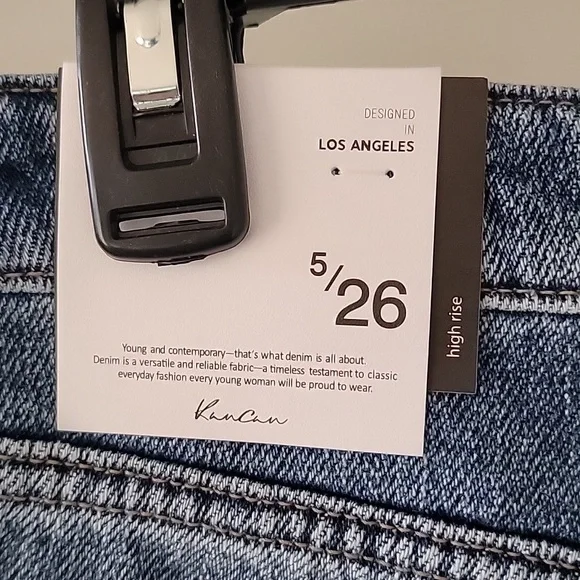 DESIGNED
IN
LOS ANGELES
5/26
Young and contemporary—that's what denim is all about.
Denim is a versatile and reliable fabric—a timeless testament to classic
everyday fashion every young woman will be proud to wear.
KanCan
high rise